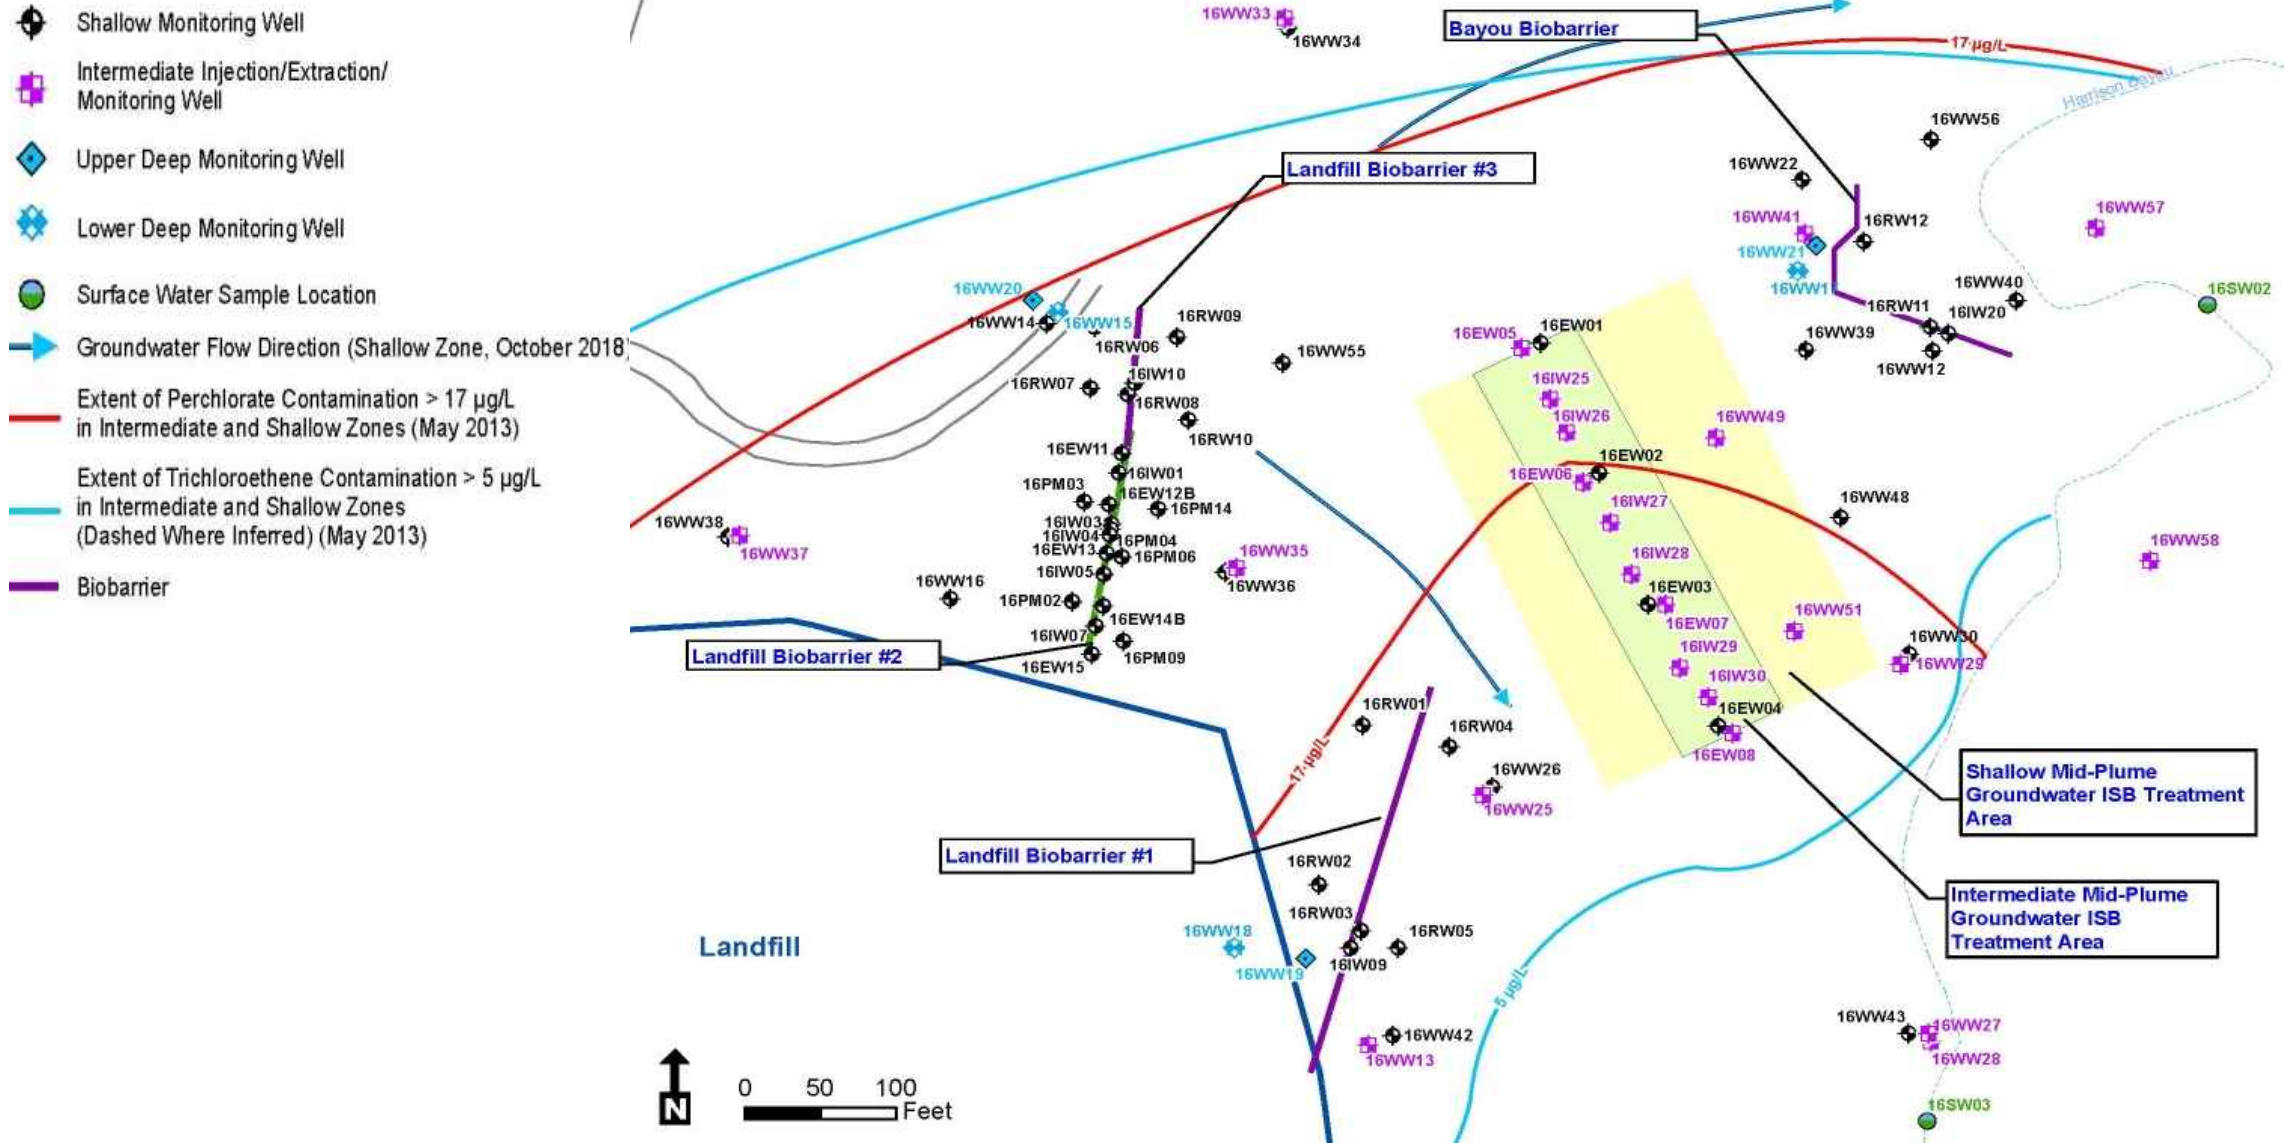 Shallow Monitoring Well
Intermediate Injection/Extraction/
Monitoring Well
Upper Deep Monitoring Well
Lower Deep Monitoring Well
Surface Water Sample Location
Groundwater Flow Direction (Shallow Zone, October 2018)
Extent of Perchlorate Contamination > 17 µg/L
in Intermediate and Shallow Zones (May 2013)
Extent of Trichloroethene Contamination > 5 µg/L
in Intermediate and Shallow Zones
(Dashed Where Inferred) (May 2013)
Biobarrier
16WW33
16WW34
Bayou Biobarrier
17 µg/L
Harrison Bayou
16WW56
Landfill Biobarrier #3
16WW22
16WW41
16RW12
16WW57
16WW21
16WW20
16WW14
16WW15
16RW09
16WW40
16SW02
16RW11
16IW20
16RW06
16EW05
16EW01
16WW39
16WW55
16WW12
16RW07
16IW10
16IW25
16RW08
16IW26
16WW49
16RW10
16EW11
16EW02
16IW01
16EW06
16PM03
16EW12B
16PM14
16IW27
16WW48
16WW38
16IW03
16IW04
16PM04
16WW37
16EW13
16PM06
16WW35
16IW28
16WW58
16IW05
16WW36
16WW16
16EW03
16PM02
16EW14B
16EW07
16WW51
16IW07
16WW30
Landfill Biobarrier #2
16EW15
16PM09
16IW29
16WW29
16IW30
16RW01
16EW04
16RW04
17 µg/L
16EW08
16WW26
16WW25
Shallow Mid-Plume
Groundwater ISB Treatment
Area
Landfill Biobarrier #1
16RW02
Intermediate Mid-Plume
Groundwater ISB
Treatment Area
16RW03
16WW18
16RW05
Landfill
16IW09
16WW19
5 µg/L
16WW43
16WW27
16WW42
16WW13
16WW28
0 50 100
Feet
N
16SW03